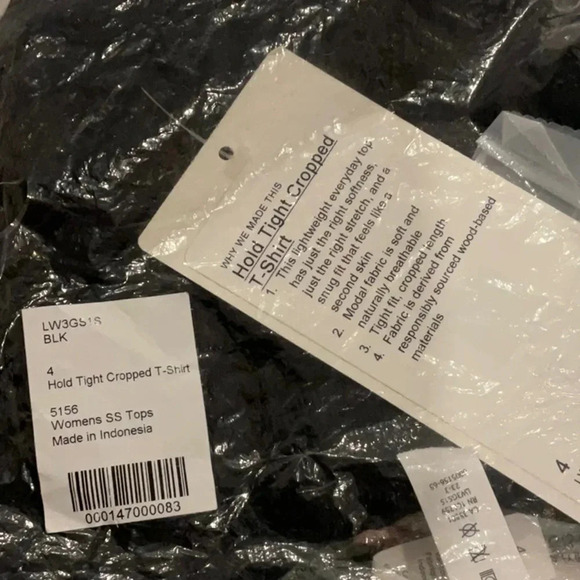 WHY WE MADE THIS
Hold Tight Cropped
T-Shirt
1. This lightweight everyday top
has just the right softness,
just the right stretch, and a
snug fit that feels like a
second skin
2. Modal fabric is soft and
naturally breathable
3. Tight fit, cropped length
4. Fabric is derived from
responsibly sourced wood-based
materials
4
LW3G51S
BLK
4
Hold Tight Cropped T-Shirt
5156
Womens SS Tops
Made in Indonesia
000147000083